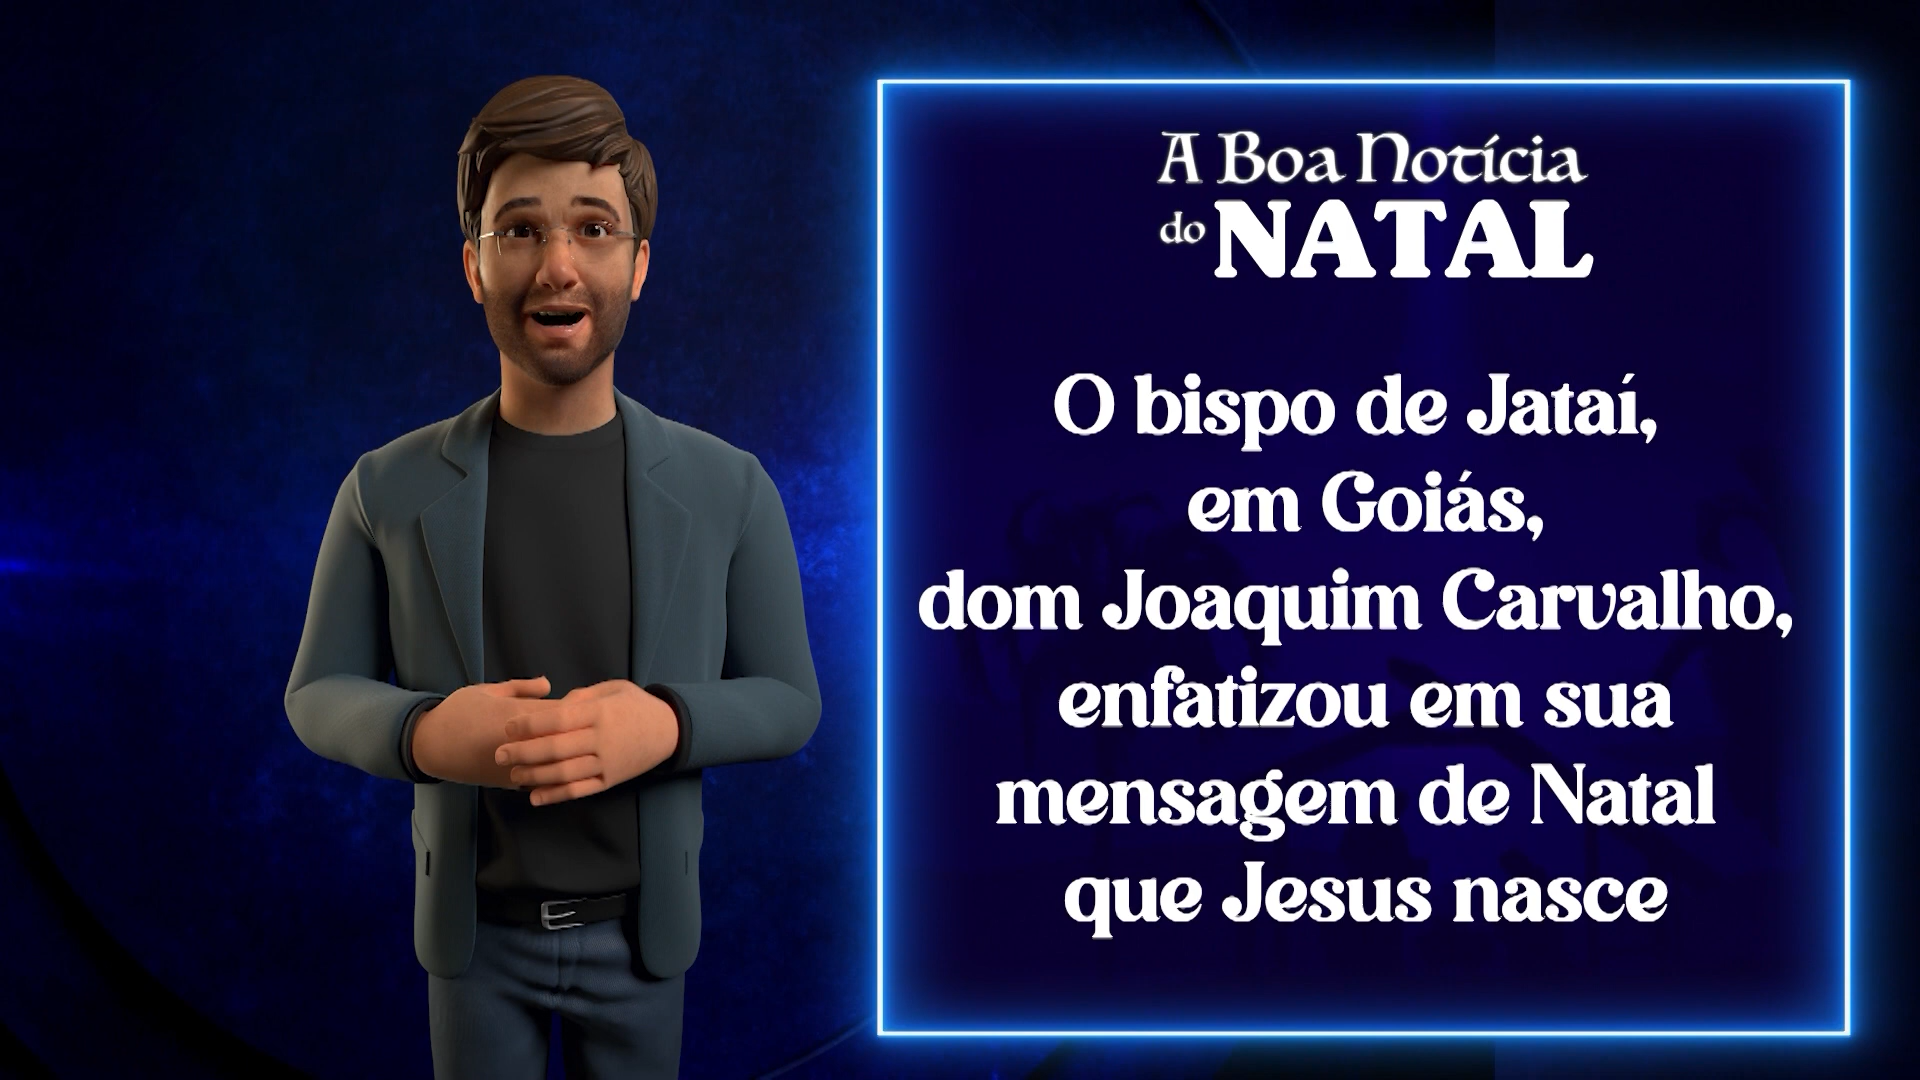 A Boa Notícia
do NATAL
O bispo de Jataí,
em Goiás,
dom Joaquim Carvalho,
enfatizou em sua
mensagem de Natal
que Jesus nasce